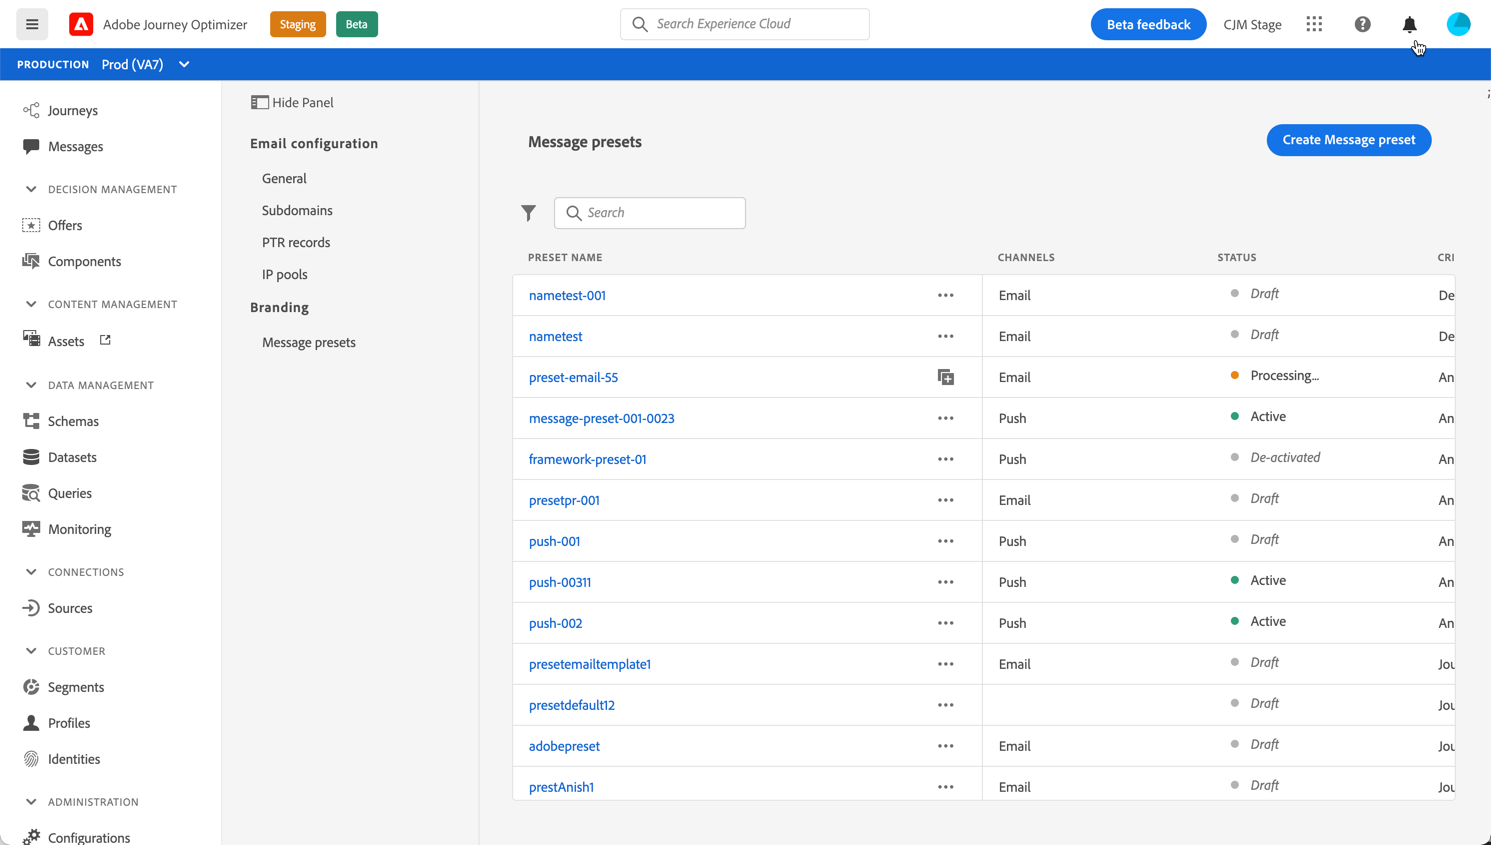 Adobe Journey Optimizer
Staging
Beta
Search Experience Cloud
Beta feedback
CJM Stage
PRODUCTION Prod (VA7)
Journeys
Messages
DECISION MANAGEMENT
Offers
Components
CONTENT MANAGEMENT
Assets
DATA MANAGEMENT
Schemas
Datasets
Queries
Monitoring
CONNECTIONS
Sources
CUSTOMER
Segments
Profiles
Identities
ADMINISTRATION
Configurations
Hide Panel
Email configuration
General
Subdomains
PTR records
IP pools
Branding
Message presets
Message presets
Create Message preset
Search
PRESET NAME CHANNELS STATUS CRI
nametest-001 Email Draft De
nametest Email Draft De
preset-email-55 Email Processing... An
message-preset-001-0023 Push Active An
framework-preset-01 Push De-activated An
presetpr-001 Email Draft An
push-001 Push Draft An
push-00311 Push Active An
push-002 Push Active An
presetemailtemplate1 Email Draft Jou
presetdefault12 Draft Jou
adobepreset Email Draft Jou
prestAnish1 Email Draft Jou